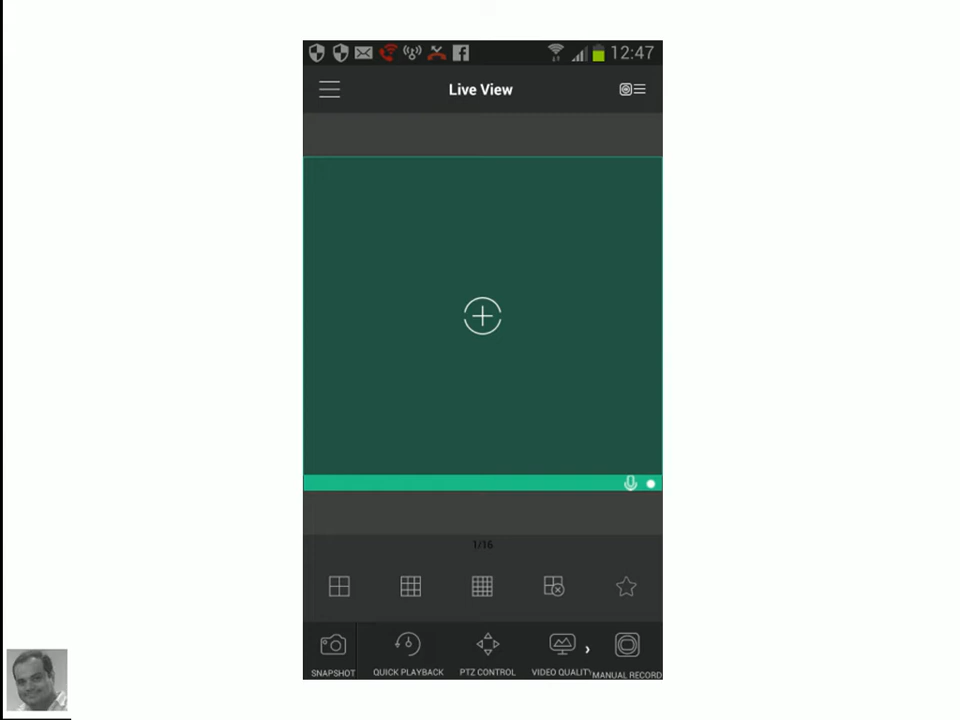 12:47
Live View
1/16
SNAPSHOT QUICK PLAYBACK PTZ CONTROL VIDEO QUALITY MANUAL RECORD